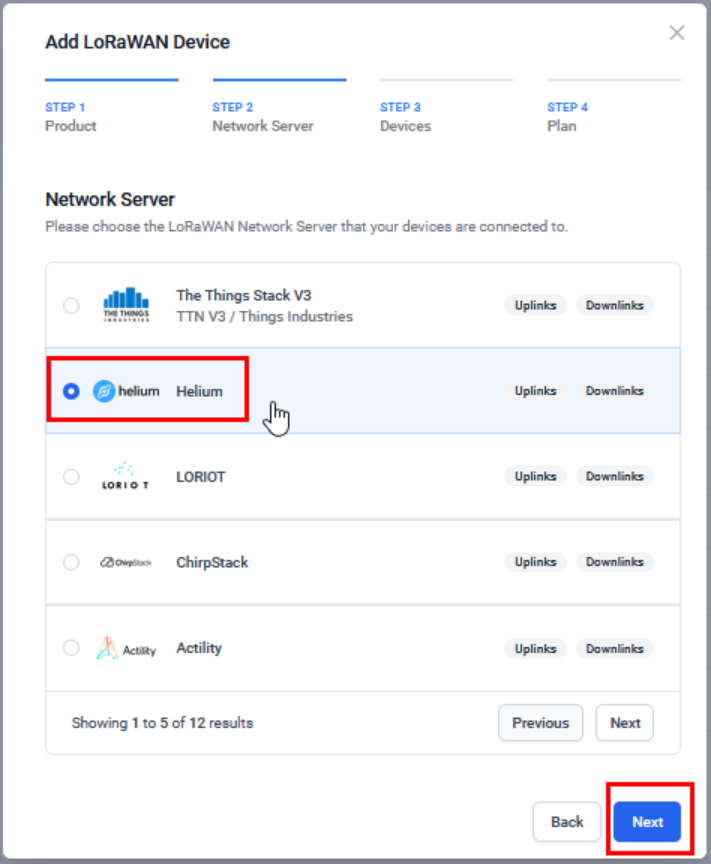 Add LoRaWAN Device
STEP 1 STEP 2 STEP 3 STEP 4
Product Network Server Devices Plan
Network Server
Please choose the LoRaWAN Network Server that your devices are connected to.
THE THINGS
INDUSTRIES
The Things Stack V3
TTN V3 / Things Industries
Uplinks Downlinks
helium Helium Uplinks Downlinks
LORIOT LORIOT Uplinks Downlinks
ChirpStack ChirpStack Uplinks Downlinks
Actility Actility Uplinks Downlinks
Showing 1 to 5 of 12 results Previous Next
Back Next